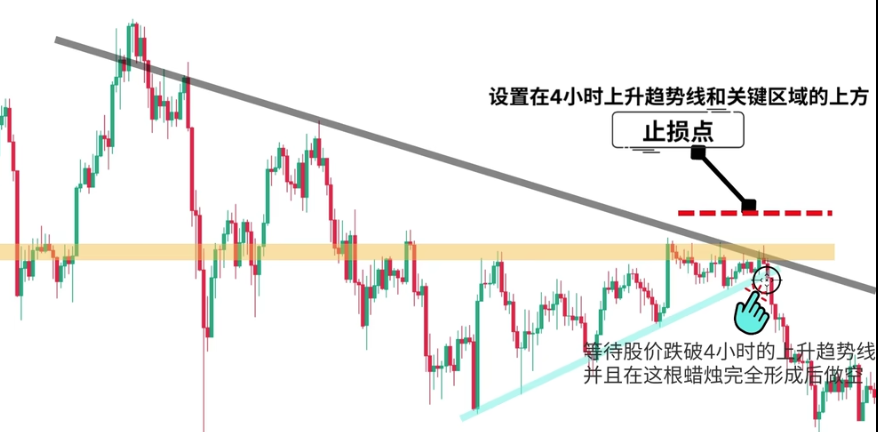 设置在4小时上升趋势线和关键区域的上方
止损点
等待股价跌破4小时的上升趋势线
并且在这根蜡烛完全形成后做空